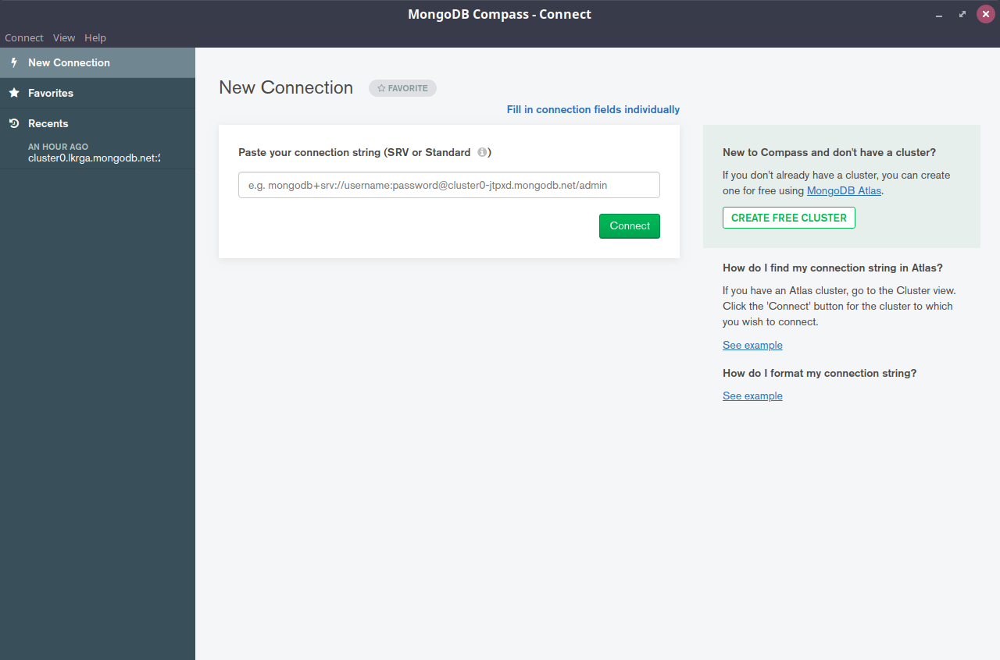 MongoDB Compass - Connect
Connect View Help
New Connection
Favorites
Recents
AN HOUR AGO
cluster0.lkrga.mongodb.net:
New Connection
FAVORITE
Fill in connection fields individually
Paste your connection string (SRV or Standard )
e.g. mongodb+srv://username:password@cluster0-jtpxd.mongodb.net/admin
Connect
New to Compass and don't have a cluster?
If you don't already have a cluster, you can create
one for free using MongoDB Atlas.
CREATE FREE CLUSTER
How do I find my connection string in Atlas?
If you have an Atlas cluster, go to the Cluster view.
Click the 'Connect' button for the cluster to which
you wish to connect.
See example
How do I format my connection string?
See example